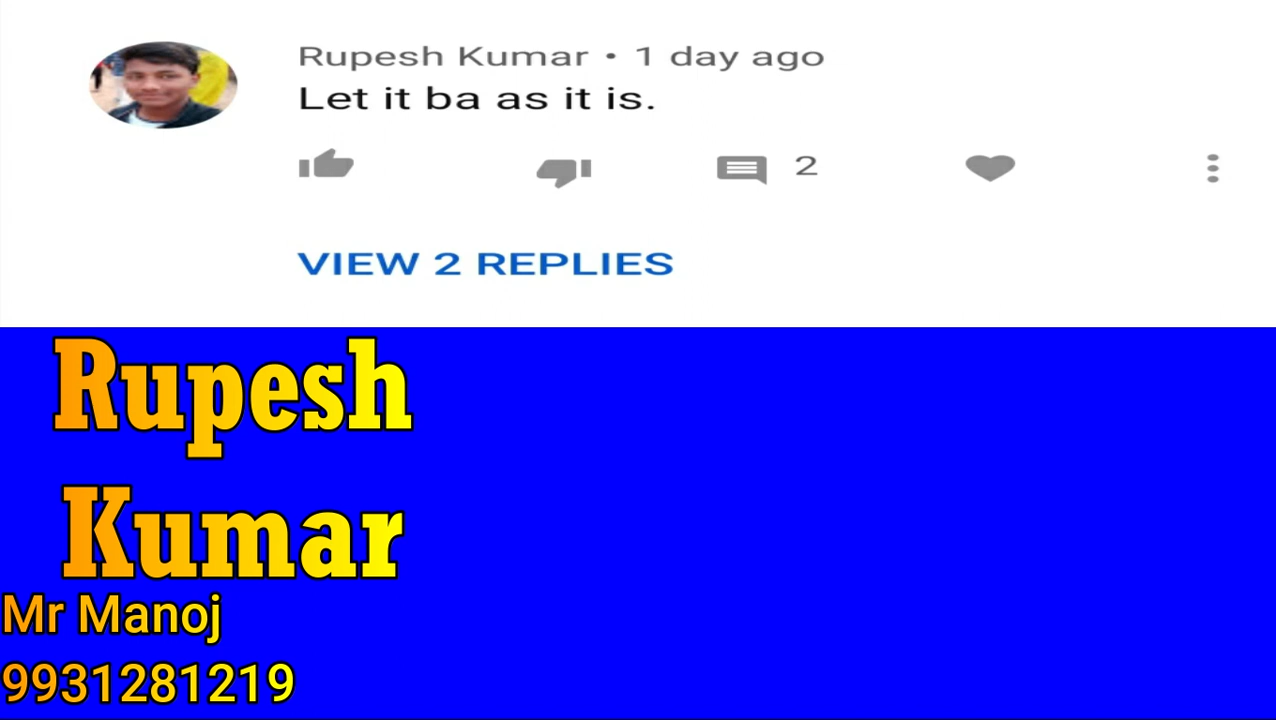 Rupesh Kumar • 1 day ago
Let it ba as it is.
2
VIEW 2 REPLIES
Rupesh
Kumar
Mr Manoj
9931281219